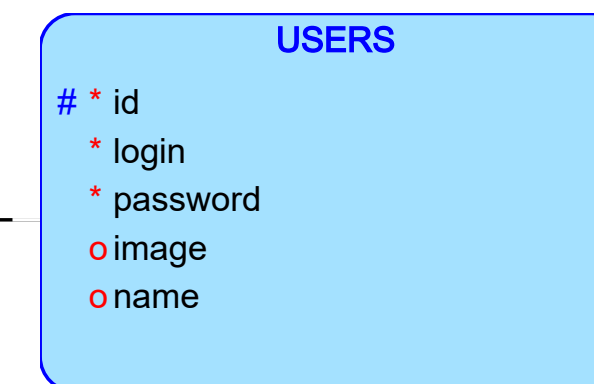 USERS
# * id
* login
* password
o image
o name